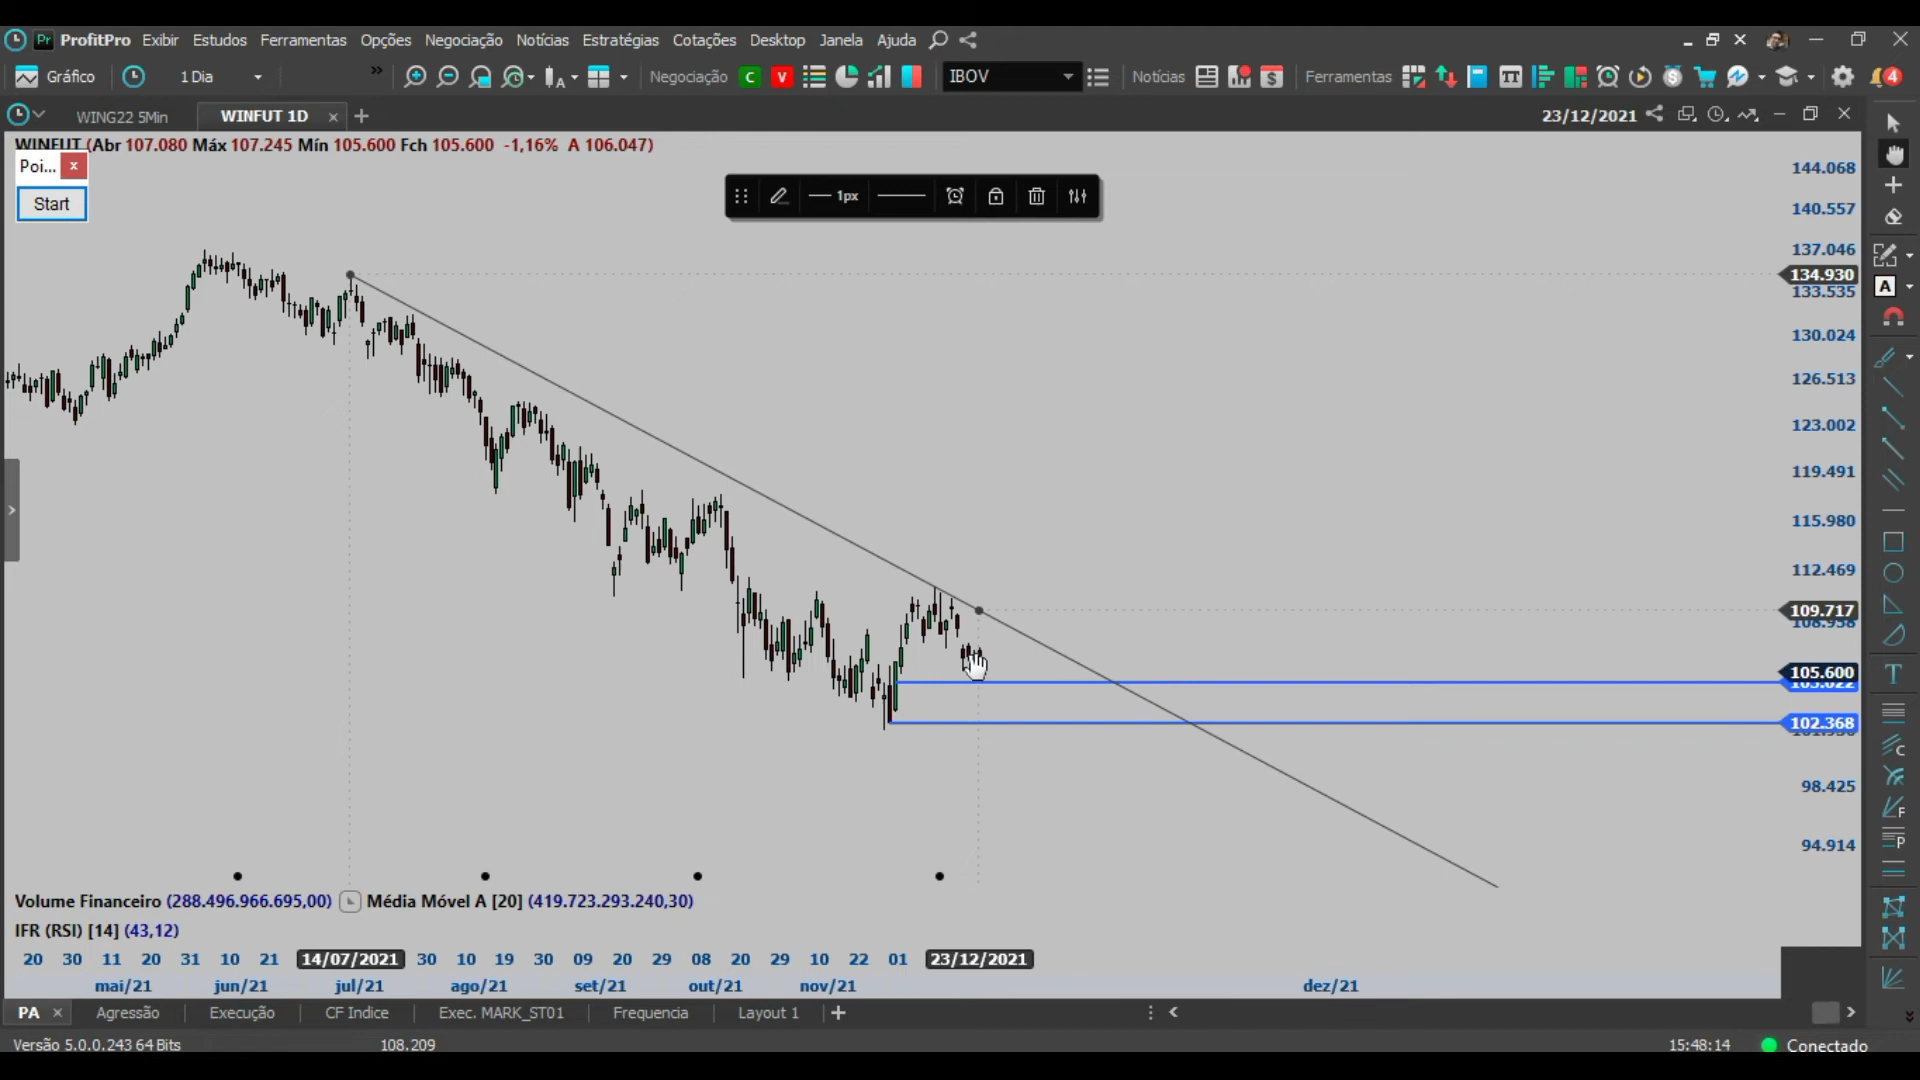 Pr ProfitPro Exibir Estudos Ferramentas Opções Negociação Notícias Estratégias Cotações Desktop Janela Ajuda
Gráfico 1 Dia » A Negociação C V IBOV Notícias $ Ferramentas TT $ 4
WING22 5Min WINFUT 1D × + 23/12/2021
WINFUT (Abr 107.080 Máx 107.245 Mín 105.600 Fch 105.600 -1,16% A 106.047)
Poi... x
Start
1px
144.068
140.557
137.046
134.930
133.535
130.024
126.513
123.002
119.491
115.980
112.469
109.717
108.958
105.600
102.368
98.425
94.914
A
T
C
F
P
Volume Financeiro (288.496.966.695,00) Média Móvel A [20] (419.723.293.240,30)
IFR (RSI) [14] (43,12)
20 30 11 20 31 10 21 14/07/2021 30 10 19 30 09 20 29 08 20 29 10 22 01 23/12/2021
mai/21 jun/21 jul/21 ago/21 set/21 out/21 nov/21 dez/21
PA × Agressão Execução CF Indice Exec. MARK_ST01 Frequencia Layout 1 +
Versão 5.0.0.243 64 Bits 108.209 15:48:14 Conectado